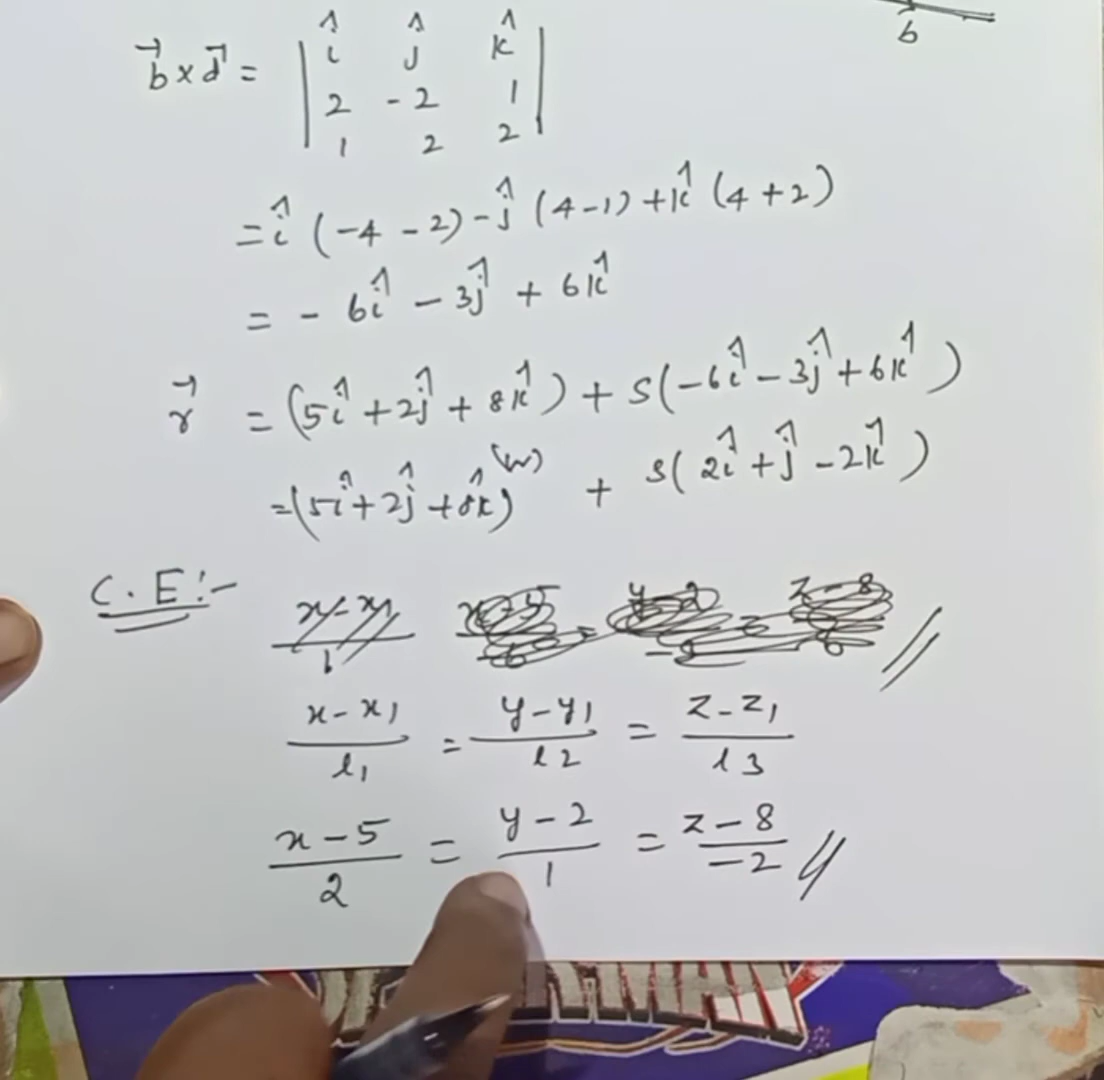 b
b⃗ × d⃗ = | î ĵ k̂ |
| 2 -2 1 |
| 1 2 2 |
= î (-4 - 2) - ĵ (4 - 1) + k̂ (4 + 2)
= - 6î - 3ĵ + 6k̂
r⃗ = (5î + 2ĵ + 8k̂) + s(-6î - 3ĵ + 6k̂)
= (5î + 2ĵ + 8k̂) + s(2î + ĵ - 2k̂)
C.E:-
x - x₁ / l₁ = y - y₁ / l2 = z - z₁ / l3
x - 5 / 2 = y - 2 / 1 = z - 8 / -2